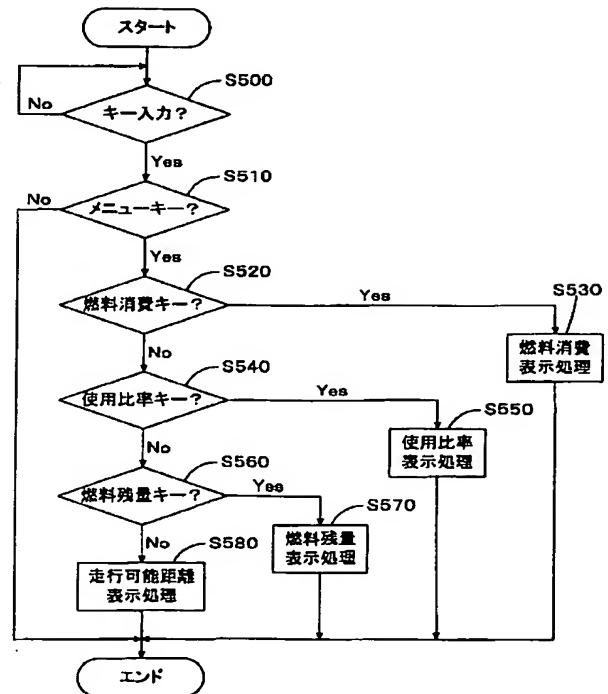 スタート
S500
No
キー入力?
Yes
S510
No
メニューキー?
Yes
S520
燃料消費キー?
Yes
S530
燃料消費
表示処理
No
S540
使用比率キー?
Yes
S550
使用比率
表示処理
No
S560
燃料残量キー?
Yes
S570
燃料残量
表示処理
No
S580
走行可能距離
表示処理
エンド